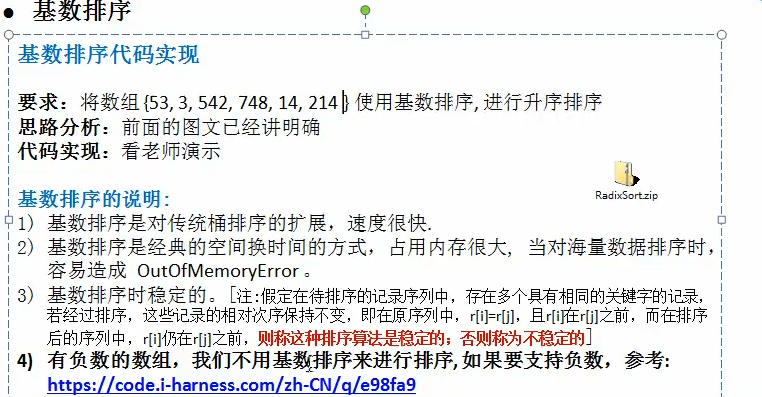 ● 基数排序
基数排序代码实现
要求：将数组 {53, 3, 542, 748, 14, 214 } 使用基数排序, 进行升序排序
思路分析：前面的图文已经讲明确
代码实现：看老师演示
RadixSort.zip
基数排序的说明:
1) 基数排序是对传统桶排序的扩展，速度很快.
2) 基数排序是经典的空间换时间的方式，占用内存很大, 当对海量数据排序时，
容易造成 OutOfMemoryError 。
3) 基数排序时稳定的。[注:假定在待排序的记录序列中，存在多个具有相同的关键字的记录，
若经过排序，这些记录的相对次序保持不变，即在原序列中，r[i]=r[j]，且r[i]在r[j]之前，而在排序
后的序列中，r[i]仍在r[j]之前，则称这种排序算法是稳定的；否则称为不稳定的]
4) 有负数的数组，我们不用基数排序来进行排序, 如果要支持负数，参考:
https://code.i-harness.com/zh-CN/q/e98fa9